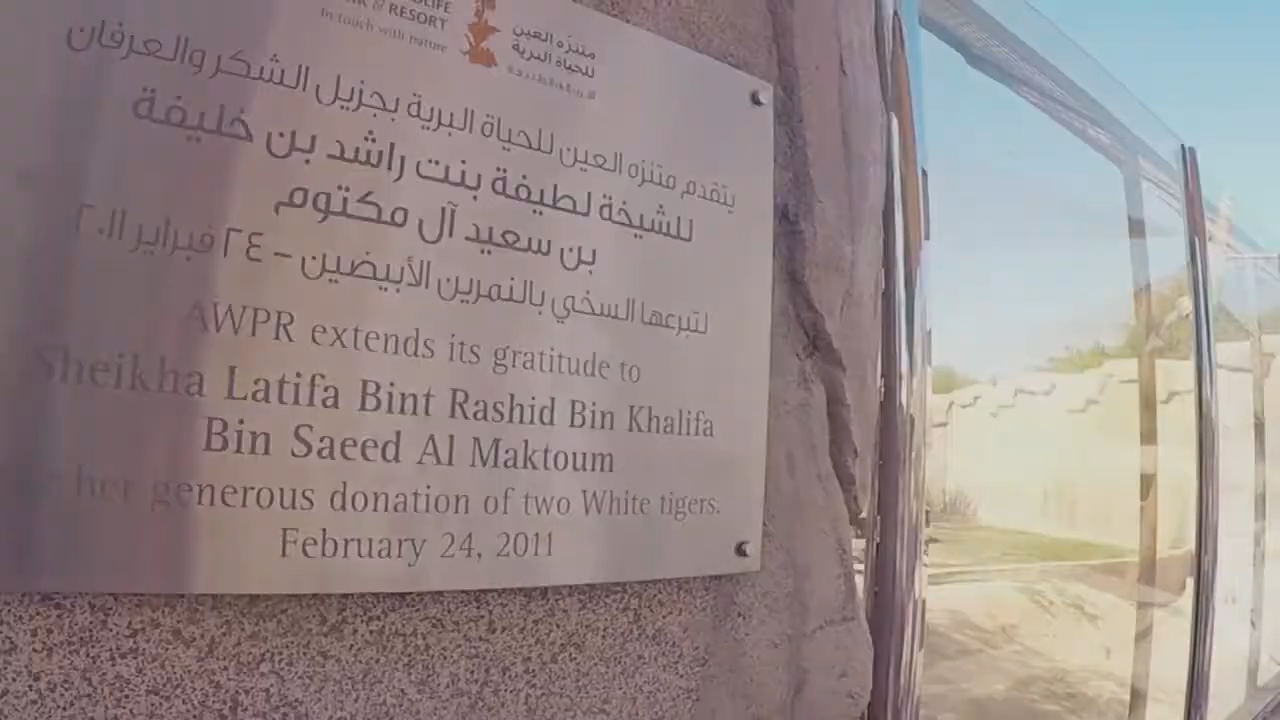 & RESORT
In touch with nature
متنزه العين
للحياة البرية
يتقدم متنزه العين للحياة البرية بجزيل الشكر والعرفان
للشيخة لطيفة بنت راشد بن خليفة
بن سعيد آل مكتوم
لتبرعها السخي بالنمرين الأبيضين - ٢٤ فبراير ٢٠١١
AWPR extends its gratitude to
Sheikha Latifa Bint Rashid Bin Khalifa
Bin Saeed Al Maktoum
her generous donation of two White tigers.
February 24, 2011